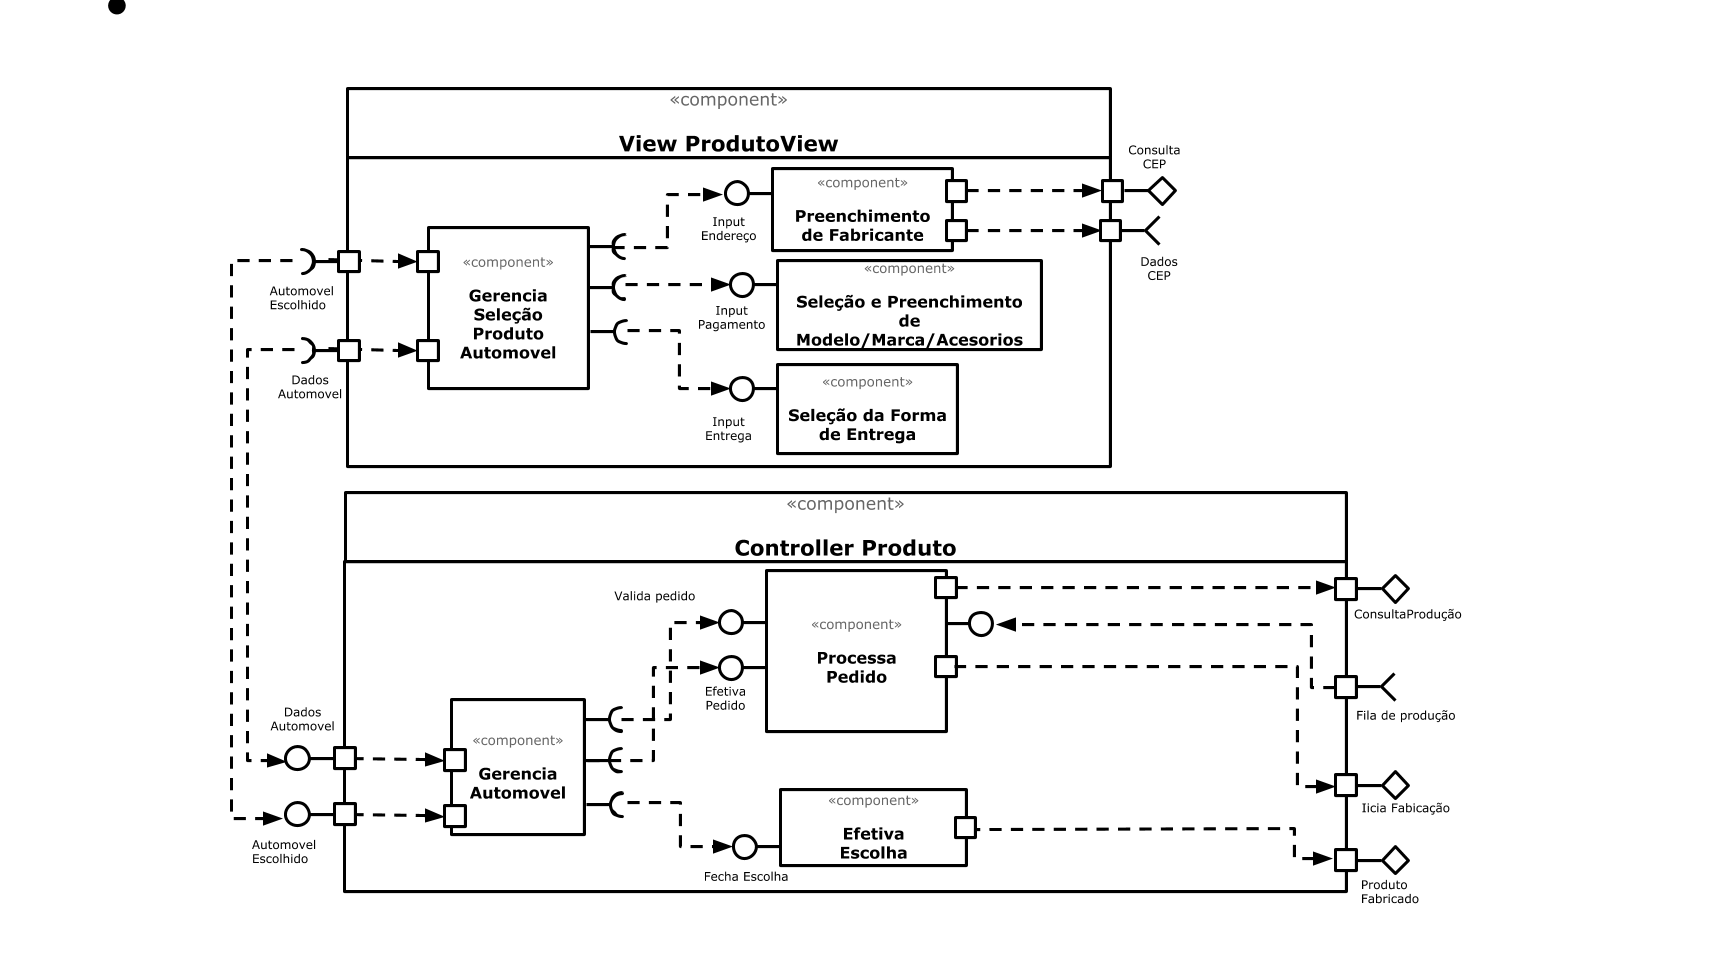 «component»
View ProdutoView
Consulta
CEP
«component»
Preenchimento
de Fabricante
Input
Endereço
Dados
CEP
«component»
Gerencia
Seleção
Produto
Automovel
«component»
Seleção e Preenchimento
de
Modelo/Marca/Acesorios
Input
Pagamento
Automovel
Escolhido
Dados
Automovel
«component»
Seleção da Forma
de Entrega
Input
Entrega
«component»
Controller Produto
Valida pedido
«component»
Processa
Pedido
Efetiva
Pedido
ConsultaProdução
Fila de produção
Dados
Automovel
«component»
Gerencia
Automovel
Iicia Fabicação
«component»
Efetiva
Escolha
Automovel
Escolhido
Fecha Escolha
Produto
Fabricado